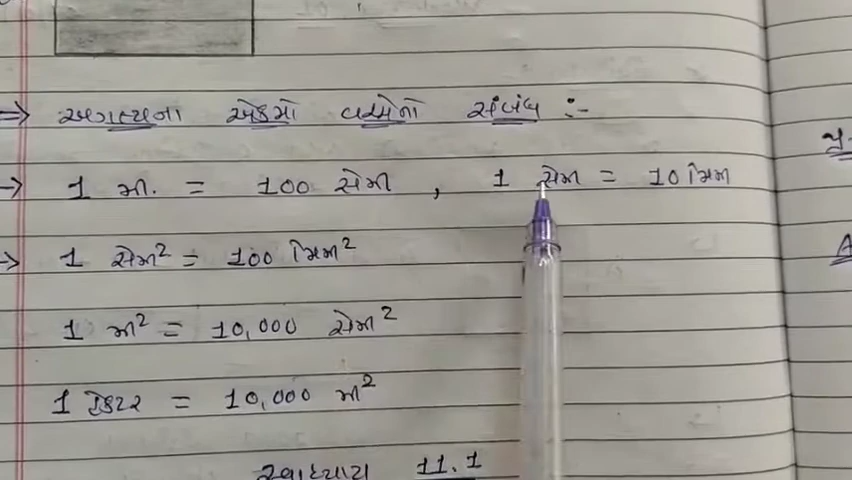 ⇒ અગત્યના એકમો વચ્ચેનો સંબંધ :-
→ 1 મી. = 100 સેમી , 1 સેમી = 10 મિમી
→ 1 સેમી² = 100 મિમી²
1 મી² = 10,000 સેમી²
1 હેક્ટર = 10,000 મી²
સ્વાધ્યાય 11.1